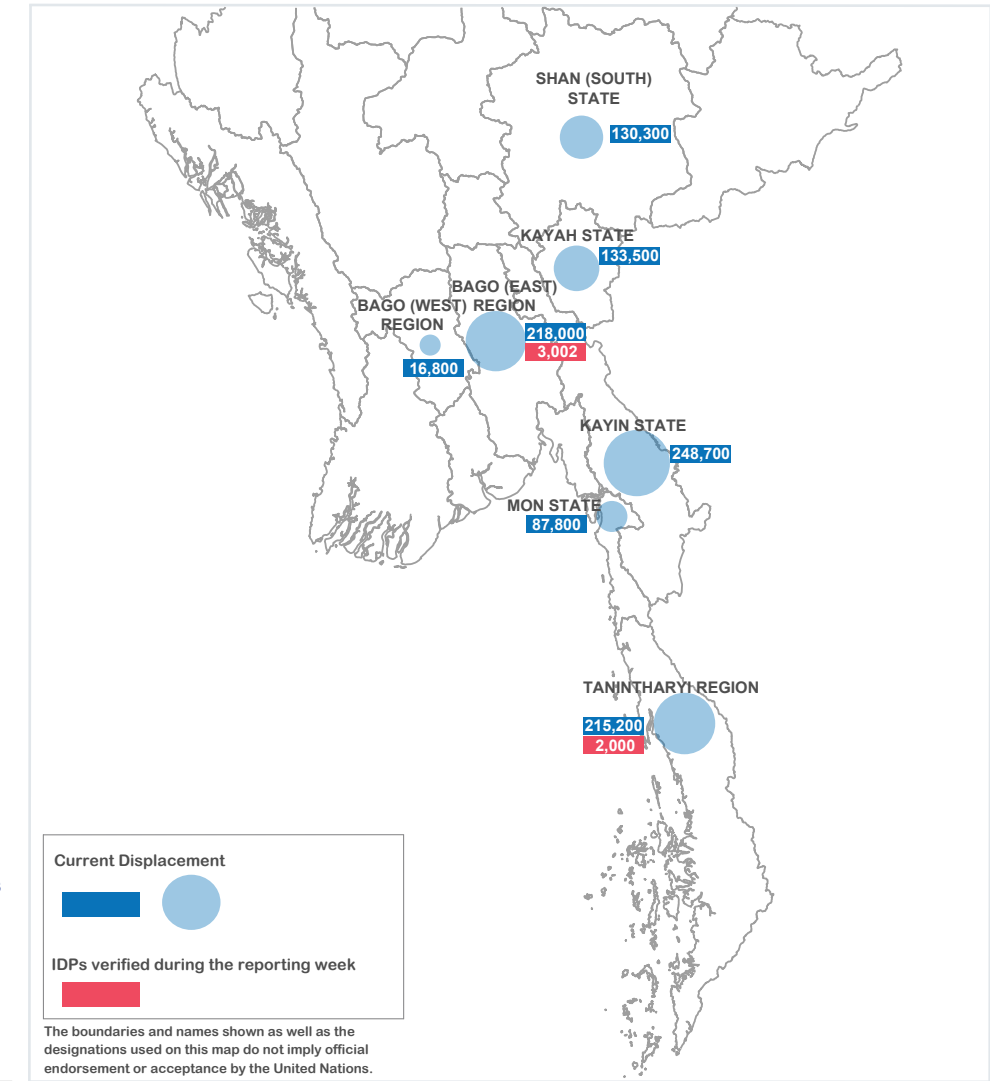 SHAN (SOUTH)
STATE
130,300
KAYAH STATE
133,500
BAGO (EAST)
REGION
BAGO (WEST)
REGION
218,000
3,002
16,800
KAYIN STATE
248,700
MON STATE
87,800
TANINTHARYI REGION
215,200
2,000
Current Displacement
IDPs verified during the reporting week
The boundaries and names shown as well as the
designations used on this map do not imply official
endorsement or acceptance by the United Nations.